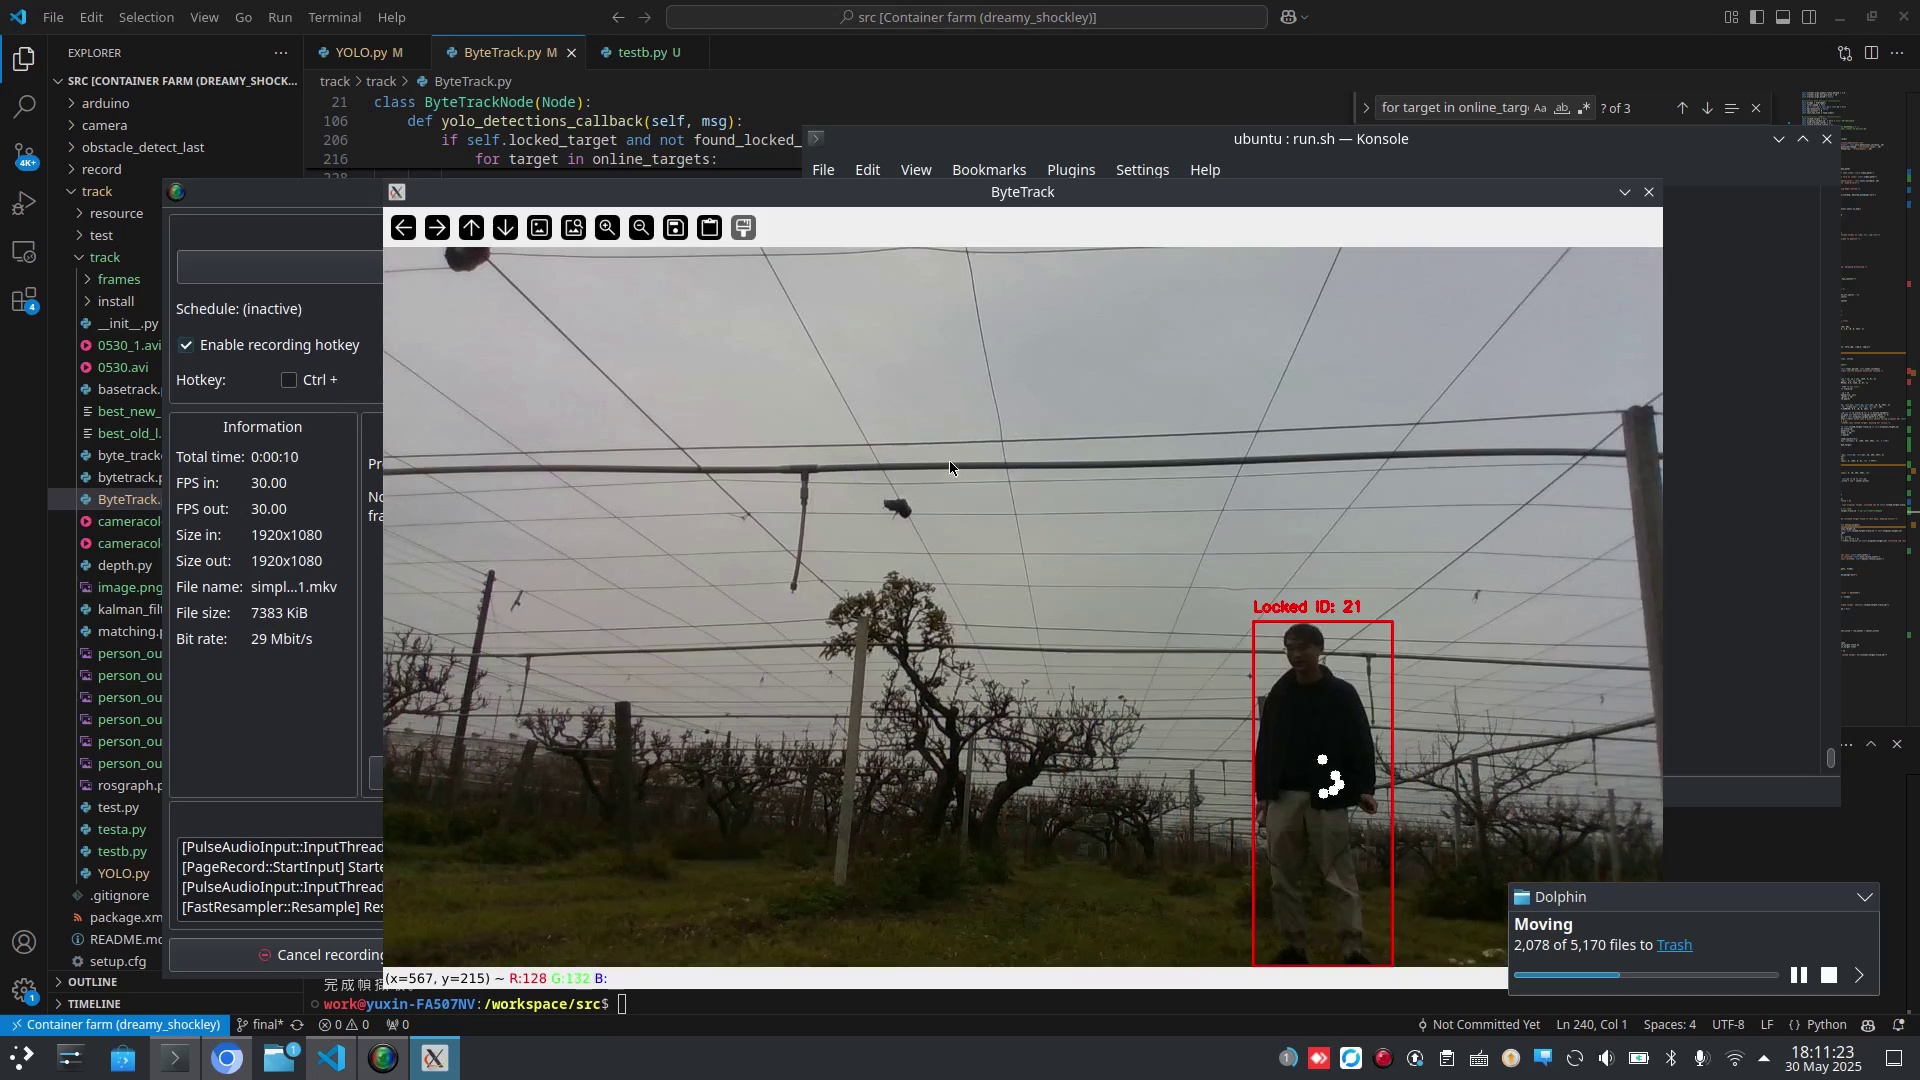 File Edit Selection View Go Run Terminal Help
src [Container farm (dreamy_shockley)]
EXPLORER
YOLO.py M
ByteTrack.py M
testb.py U
SRC [CONTAINER FARM (DREAMY_SHOCK...
track > track > ByteTrack.py
arduino
camera
obstacle_detect_last
record
track
resource
test
track
frames
install
__init__.py
0530_1.avi
0530.avi
basetrack.
best_new_
best_old_l.
byte_track
bytetrack.p
ByteTrack.
cameracol
cameracol
depth.py
image.png
kalman_filt
matching.p
person_ou
person_ou
person_ou
person_ou
person_ou
person_ou
rosgraph.p
test.py
testa.py
testb.py
YOLO.py
.gitignore
package.xm
README.md
setup.cfg
OUTLINE
TIMELINE
4K+
4
1
21 class ByteTrackNode(Node):
106 def yolo_detections_callback(self, msg):
206 if self.locked_target and not found_locked_
216 for target in online_targets:
for target in online_targ
Aa ab
? of 3
ubuntu : run.sh — Konsole
File Edit View Bookmarks Plugins Settings Help
ByteTrack
Schedule: (inactive)
Enable recording hotkey
Hotkey: Ctrl +
Information
Total time: 0:00:10
FPS in: 30.00
FPS out: 30.00
Size in: 1920x1080
Size out: 1920x1080
File name: simpl...1.mkv
File size: 7383 KiB
Bit rate: 29 Mbit/s
Pr
No
fra
[PulseAudioInput::InputThread
[PageRecord::StartInput] Starte
[PulseAudioInput::InputThread
[FastResampler::Resample] Res
Cancel recording
Locked ID: 21
(x=567, y=215) ~ R:128 G:132 B:
work@yuxin-FA507NV:/workspace/src$
Dolphin
Moving
2,078 of 5,170 files to Trash
Container farm (dreamy_shockley)
final*
0 0
0
Not Committed Yet
Ln 240, Col 1
Spaces: 4
UTF-8
LF
{} Python
1
1
18:11:23
30 May 2025